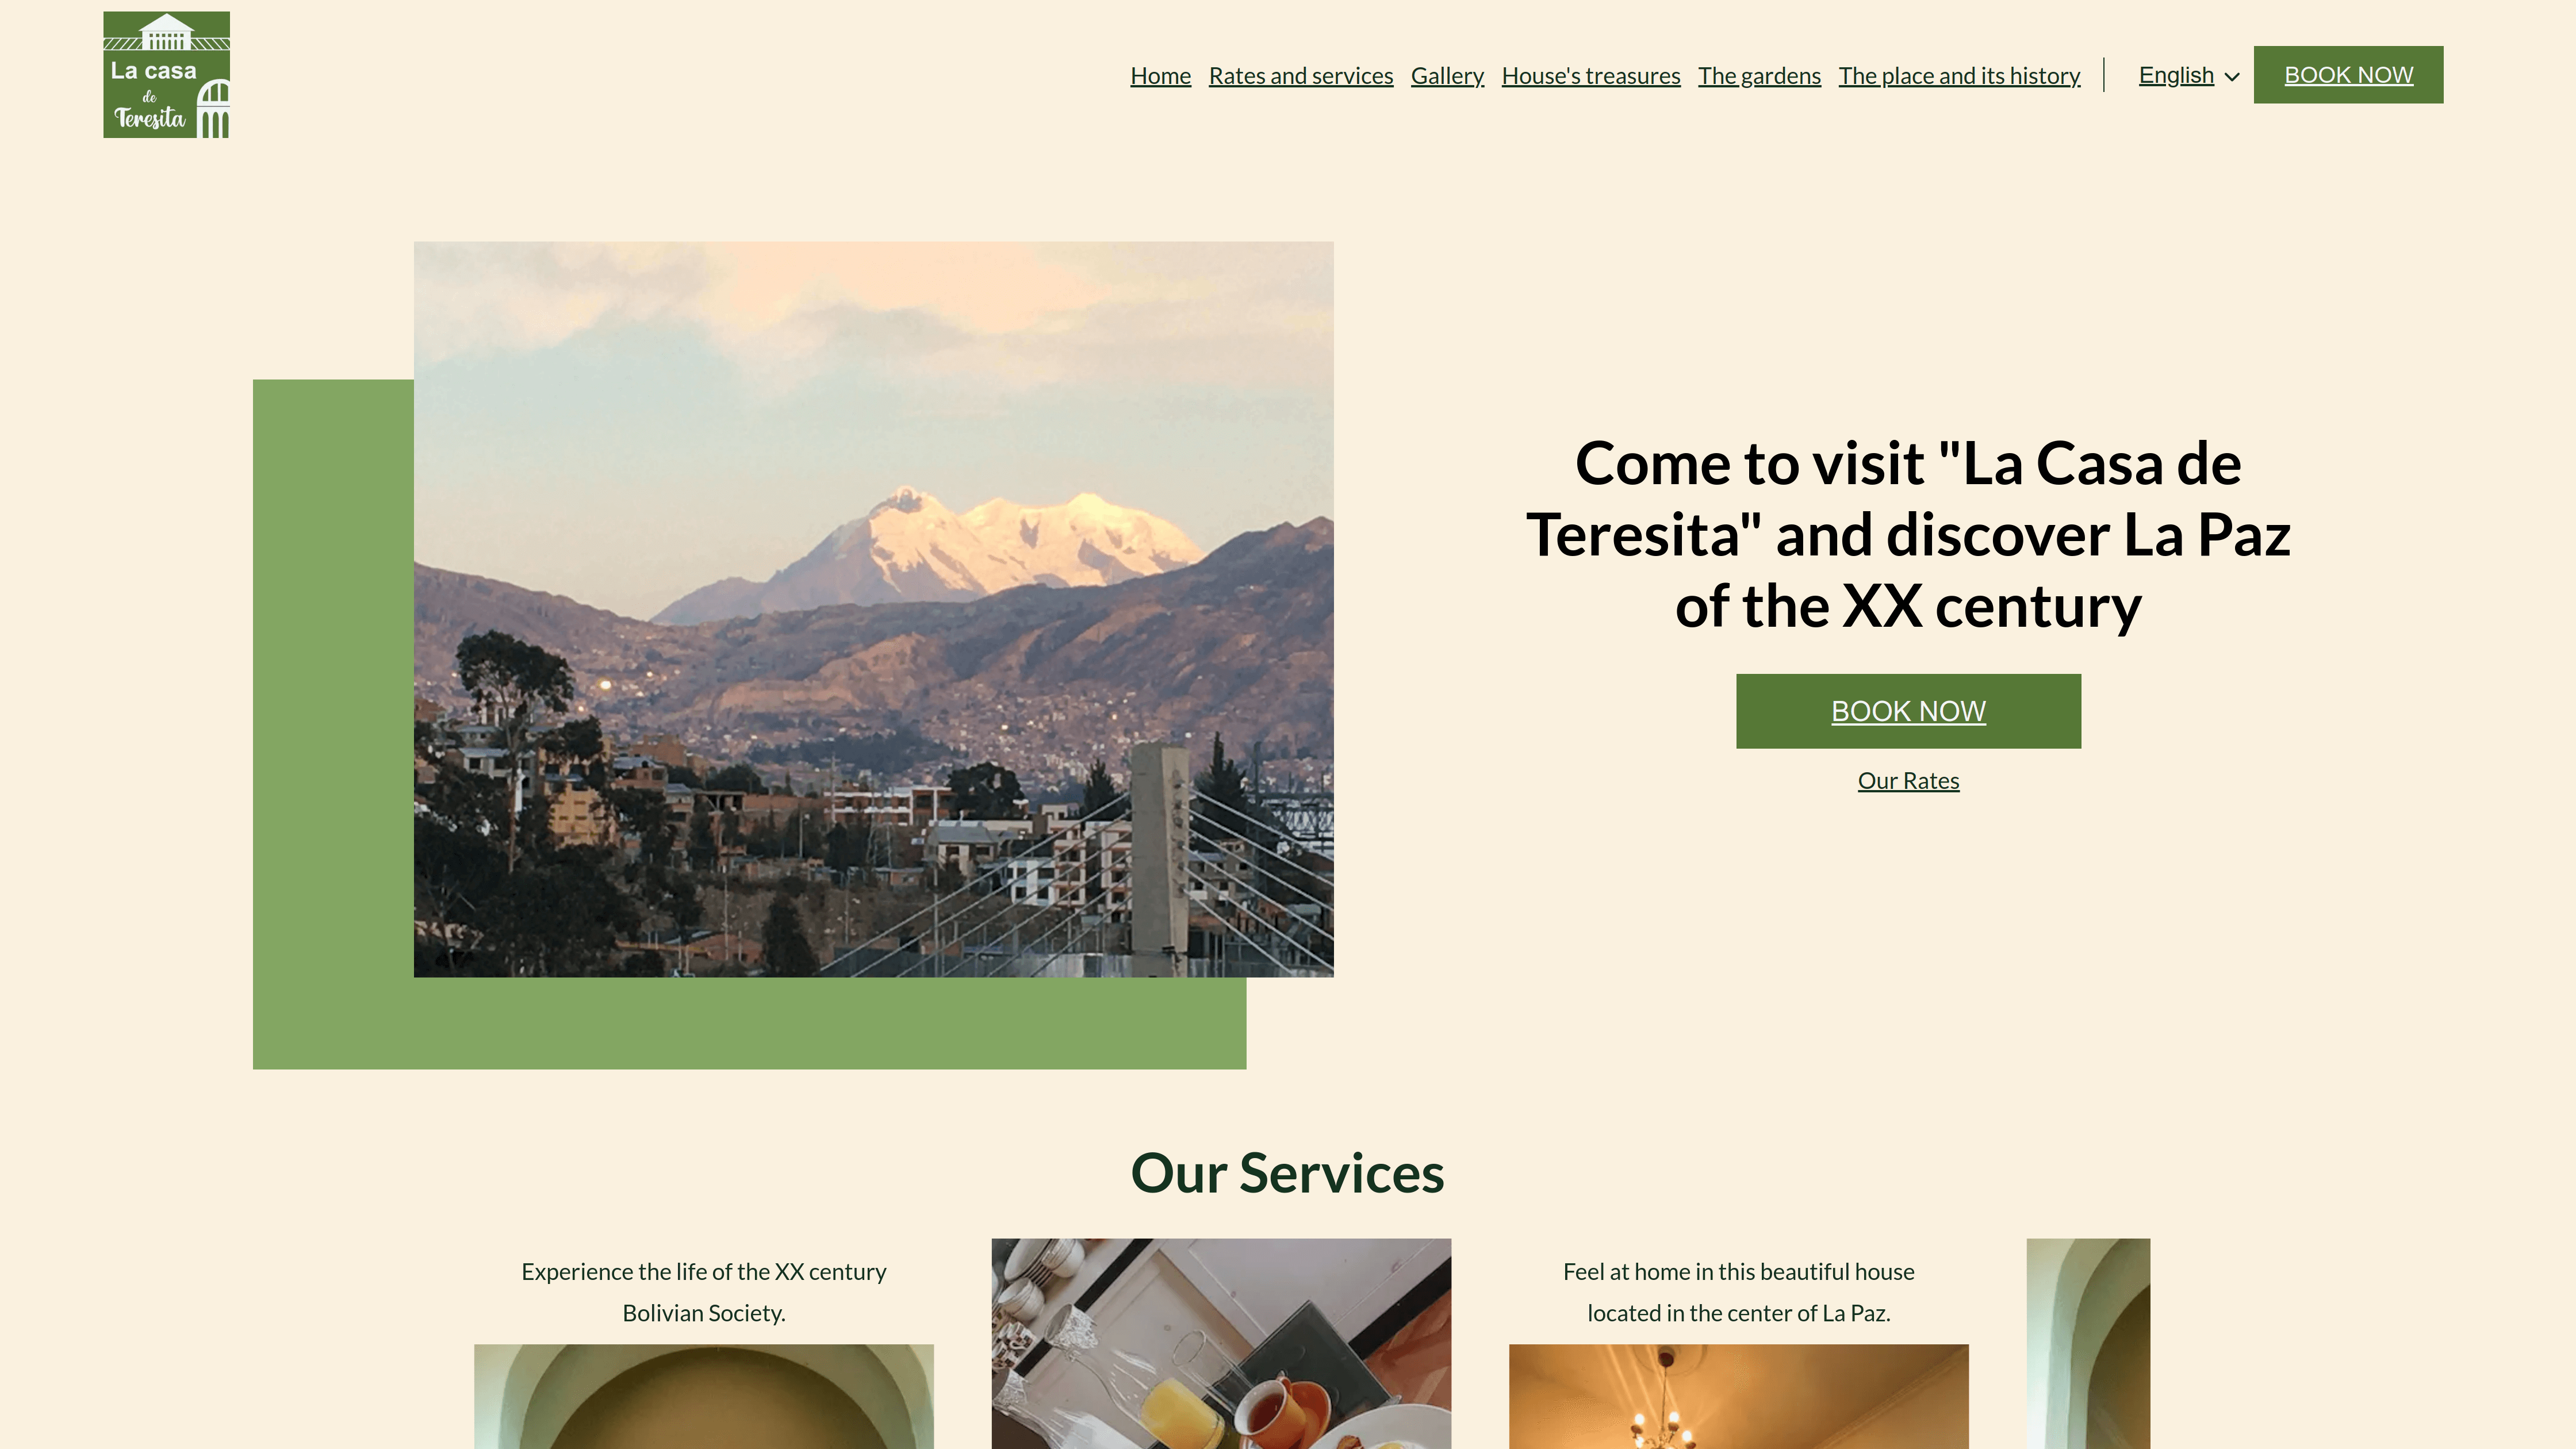 La casa
de
Teresita
Home Rates and services Gallery House's treasures The gardens The place and its history English BOOK NOW
Come to visit "La Casa de
Teresita" and discover La Paz
of the XX century
BOOK NOW
Our Rates
Our Services
Experience the life of the XX century
Bolivian Society.
Feel at home in this beautiful house
located in the center of La Paz.